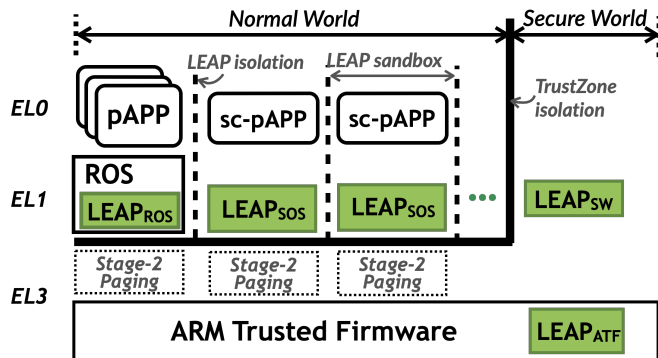 Normal World
Secure World
LEAP isolation
LEAP sandbox
TrustZone
isolation
EL0
pAPP
sc-pAPP
sc-pAPP
ROS
EL1
LEAPROS
LEAPSOS
LEAPSOS
LEAPSW
Stage-2
Paging
Stage-2
Paging
Stage-2
Paging
EL3
ARM Trusted Firmware
LEAPATF